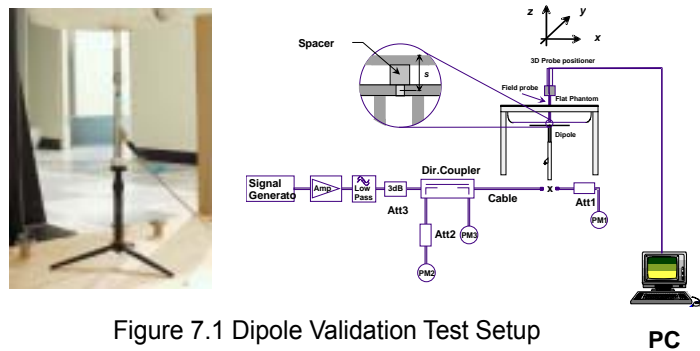 z
y
x
Spacer
s
3D Probe positioner
Field probe
Flat Phantom
Dipole
Signal
Generato
Amp
Low
Pass
3dB
Att3
Dir.Coupler
Cable
x
Att1
PM1
Att2
PM3
PM2
PC
Figure 7.1 Dipole Validation Test Setup